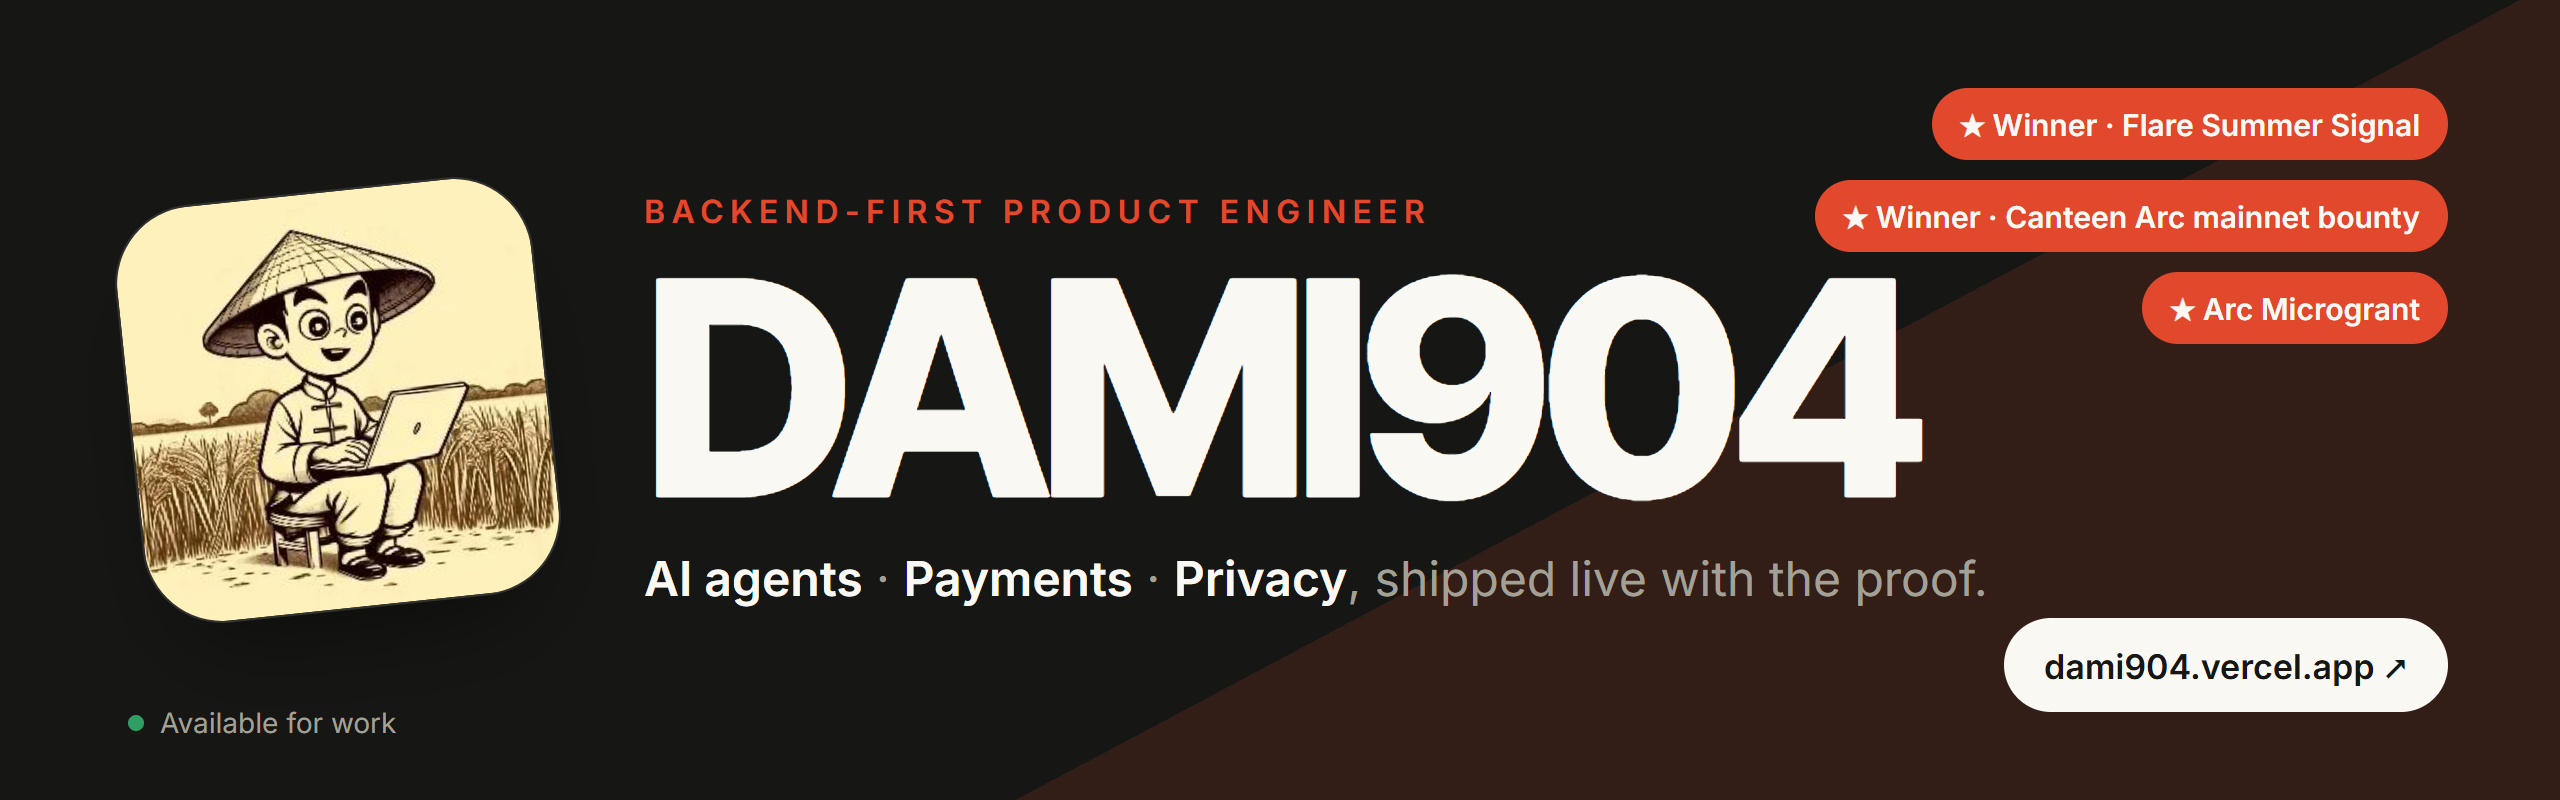 ★ Winner · Flare Summer Signal
★ Winner · Canteen Arc mainnet bounty
★ Arc Microgrant
BACKEND-FIRST PRODUCT ENGINEER
DAMI904
AI agents · Payments · Privacy, shipped live with the proof.
dami904.vercel.app ↗
Available for work